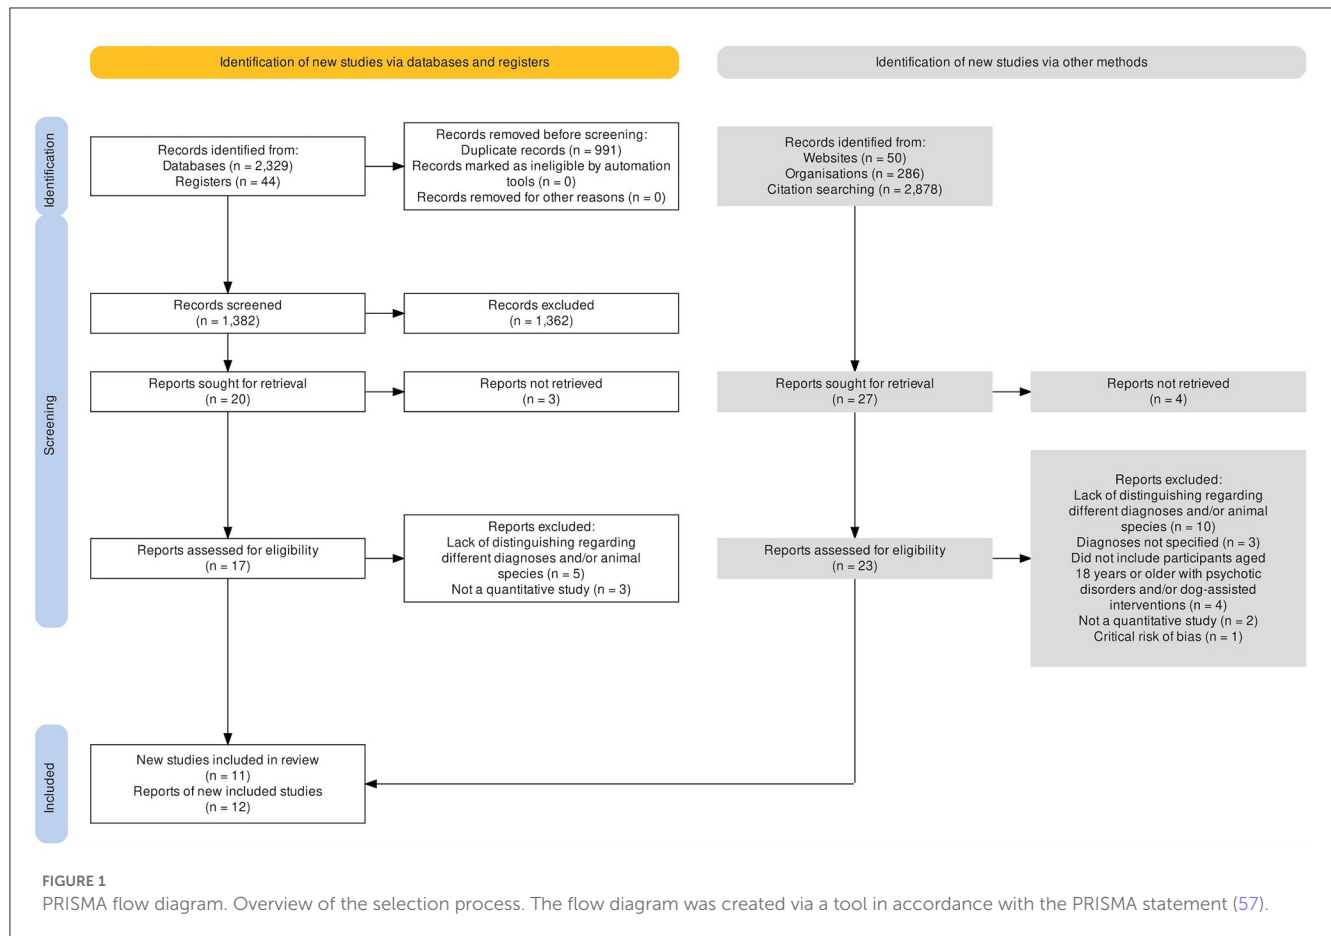 Identification of new studies via databases and registers
Identification of new studies via other methods
Identification
Records identified from:
Databases (n = 2,329)
Registers (n = 44)
Records removed before screening:
Duplicate records (n = 991)
Records marked as ineligible by automation
tools (n = 0)
Records removed for other reasons (n = 0)
Records identified from:
Websites (n = 50)
Organisations (n = 286)
Citation searching (n = 2,878)
Screening
Records screened
(n = 1,382)
Records excluded
(n = 1,362)
Reports sought for retrieval
(n = 20)
Reports not retrieved
(n = 3)
Reports sought for retrieval
(n = 27)
Reports not retrieved
(n = 4)
Reports assessed for eligibility
(n = 17)
Reports excluded:
Lack of distinguishing regarding
different diagnoses and/or animal
species (n = 5)
Not a quantitative study (n = 3)
Reports assessed for eligibility
(n = 23)
Reports excluded:
Lack of distinguishing regarding
different diagnoses and/or animal
species (n = 10)
Diagnoses not specified (n = 3)
Did not include participants aged
18 years or older with psychotic
disorders and/or dog-assisted
interventions (n = 4)
Not a quantitative study (n = 2)
Critical risk of bias (n = 1)
Included
New studies included in review
(n = 11)
Reports of new included studies
(n = 12)
FIGURE 1
PRISMA flow diagram. Overview of the selection process. The flow diagram was created via a tool in accordance with the PRISMA statement (57).